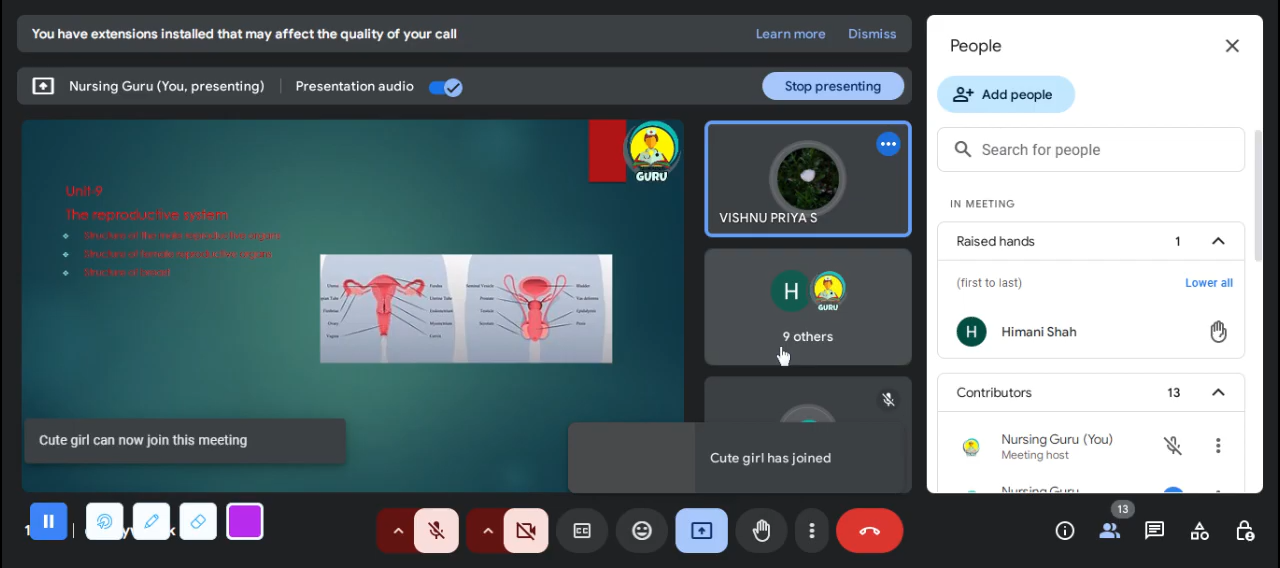 You have extensions installed that may affect the quality of your call
Learn more
Dismiss
Nursing Guru (You, presenting)
Presentation audio
Stop presenting
Unit-9
The reproductive system
Structure of the male reproductive organs
Structure of female reproductive organs
Structure of breast
GURU
VISHNU PRIYA S
H
GURU
9 others
Cute girl can now join this meeting
Cute girl has joined
People
Add people
Search for people
IN MEETING
Raised hands
1
(first to last)
Lower all
H
Himani Shah
Contributors
13
Nursing Guru (You)
Meeting host
Nursing Guru
CC
13